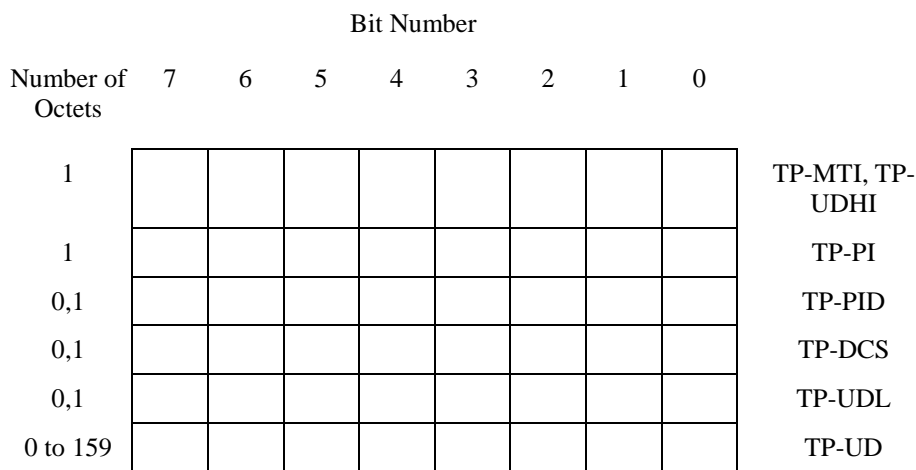 Bit Number
Number of Octets 7 6 5 4 3 2 1 0
1 TP-MTI, TP-UDHI
1 TP-PI
0,1 TP-PID
0,1 TP-DCS
0,1 TP-UDL
0 to 159 TP-UD